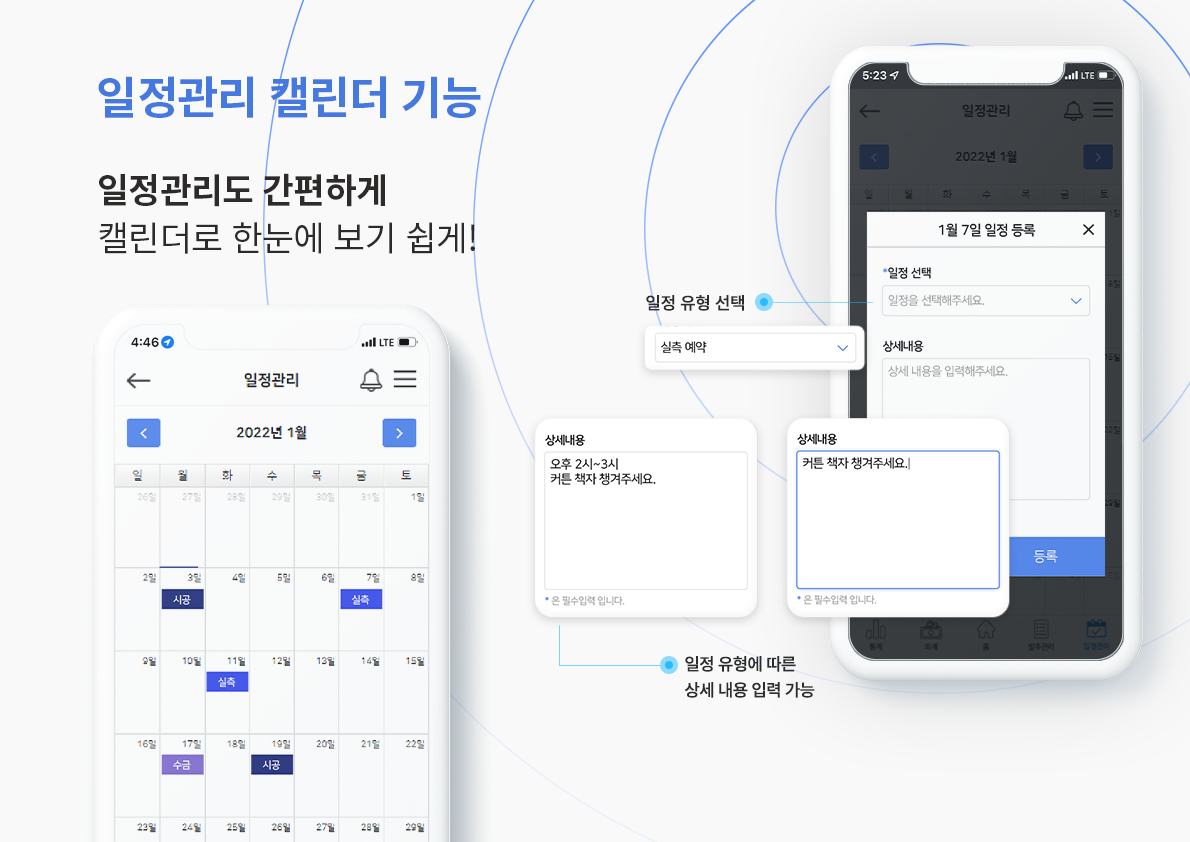 일정관리 캘린더 기능
일정관리도 간편하게
캘린더로 한눈에 보기 쉽게!
4:46
LTE
일정관리
2022년 1월
일 월 화 수 목 금 토
26일 27일 28일 29일 30일 31일 1일
2일 3일 4일 5일 6일 7일 8일
시공 실측
9일 10일 11일 12일 13일 14일 15일
실측
16일 17일 18일 19일 20일 21일 22일
수금 시공
23일 24일 25일 26일 27일 28일 29일
5:23
LTE
일정관리
2022년 1월
일 월 화 수 목 금 토
1월 7일 일정 등록
*일정 선택
일정을 선택해주세요.
상세내용
상세 내용을 입력해주세요.
등록
통계 회계 홈 발주관리 일정관리
일정 유형 선택
실측 예약
상세내용
오후 2시~3시
커튼 책자 챙겨주세요.
* 은 필수입력 입니다.
상세내용
커튼 책자 챙겨주세요.
* 은 필수입력 입니다.
일정 유형에 따른
상세 내용 입력 가능